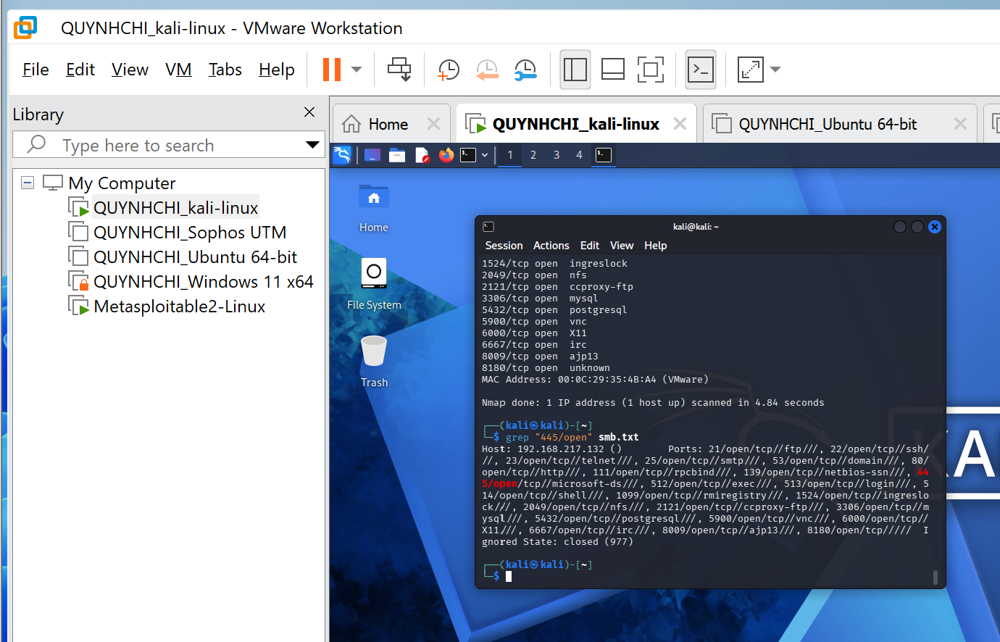 QUYNHCHI_kali-linux - VMware Workstation
File Edit View VM Tabs Help
Library
Type here to search
My Computer
QUYNHCHI_kali-linux
QUYNHCHI_Sophos UTM
QUYNHCHI_Ubuntu 64-bit
QUYNHCHI_Windows 11 x64
Metasploitable2-Linux
Home
QUYNHCHI_kali-linux
QUYNHCHI_Ubuntu 64-bit
1 2 3 4
Home
File System
Trash
kali@kali: ~
Session Actions Edit View Help
1524/tcp open  ingreslock
2049/tcp open  nfs
2121/tcp open  ccproxy-ftp
3306/tcp open  mysql
5432/tcp open  postgresql
5900/tcp open  vnc
6000/tcp open  X11
6667/tcp open  irc
8009/tcp open  ajp13
8180/tcp open  unknown
MAC Address: 00:0C:29:35:4B:A4 (VMware)
Nmap done: 1 IP address (1 host up) scanned in 4.84 seconds
┌──(kali㉿kali)-[~]
└─$ grep "445/open" smb.txt
Host: 192.168.217.132 ()        Ports: 21/open/tcp//ftp///, 22/open/tcp//ssh/
//, 23/open/tcp//telnet///, 25/open/tcp//smtp///, 53/open/tcp//domain///, 80/
open/tcp//http///, 111/open/tcp//rpcbind///, 139/open/tcp//netbios-ssn///, 44
5/open/tcp//microsoft-ds///, 512/open/tcp//exec///, 513/open/tcp//login///, 5
14/open/tcp//shell///, 1099/open/tcp//rmiregistry///, 1524/open/tcp//ingreslo
ck///, 2049/open/tcp//nfs///, 2121/open/tcp//ccproxy-ftp///, 3306/open/tcp//m
ysql///, 5432/open/tcp//postgresql///, 5900/open/tcp//vnc///, 6000/open/tcp//
X11///, 6667/open/tcp//irc///, 8009/open/tcp//ajp13///, 8180/open/tcp/////  I
gnored State: closed (977)
┌──(kali㉿kali)-[~]
└─$
KA